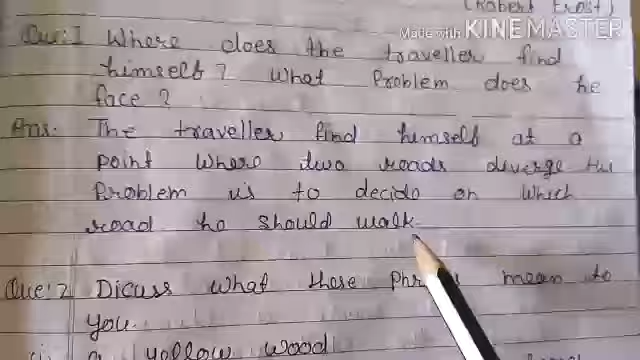 (Robert Frost)
Made with KINEMASTER
Que:1 Where does the traveller find
himself? What Problem does he
face?
Ans. The traveller find himself at a
point where two roads diverge the
Problem is to decide on which
road he should walk.
Que:2 Dicuss what these Phr mean to
you.
a yellow wood